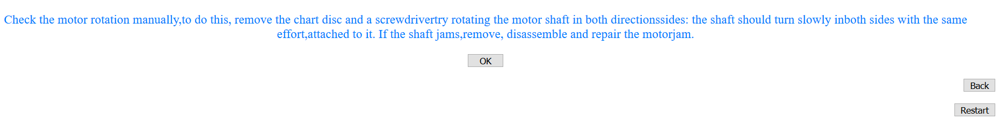 Check the motor rotation manually,to do this, remove the chart disc and a screwdrivertry rotating the motor shaft in both directionssides: the shaft should turn slowly inboth sides with the same
effort,attached to it. If the shaft jams,remove, disassemble and repair the motorjam.
OK
Back
Restart